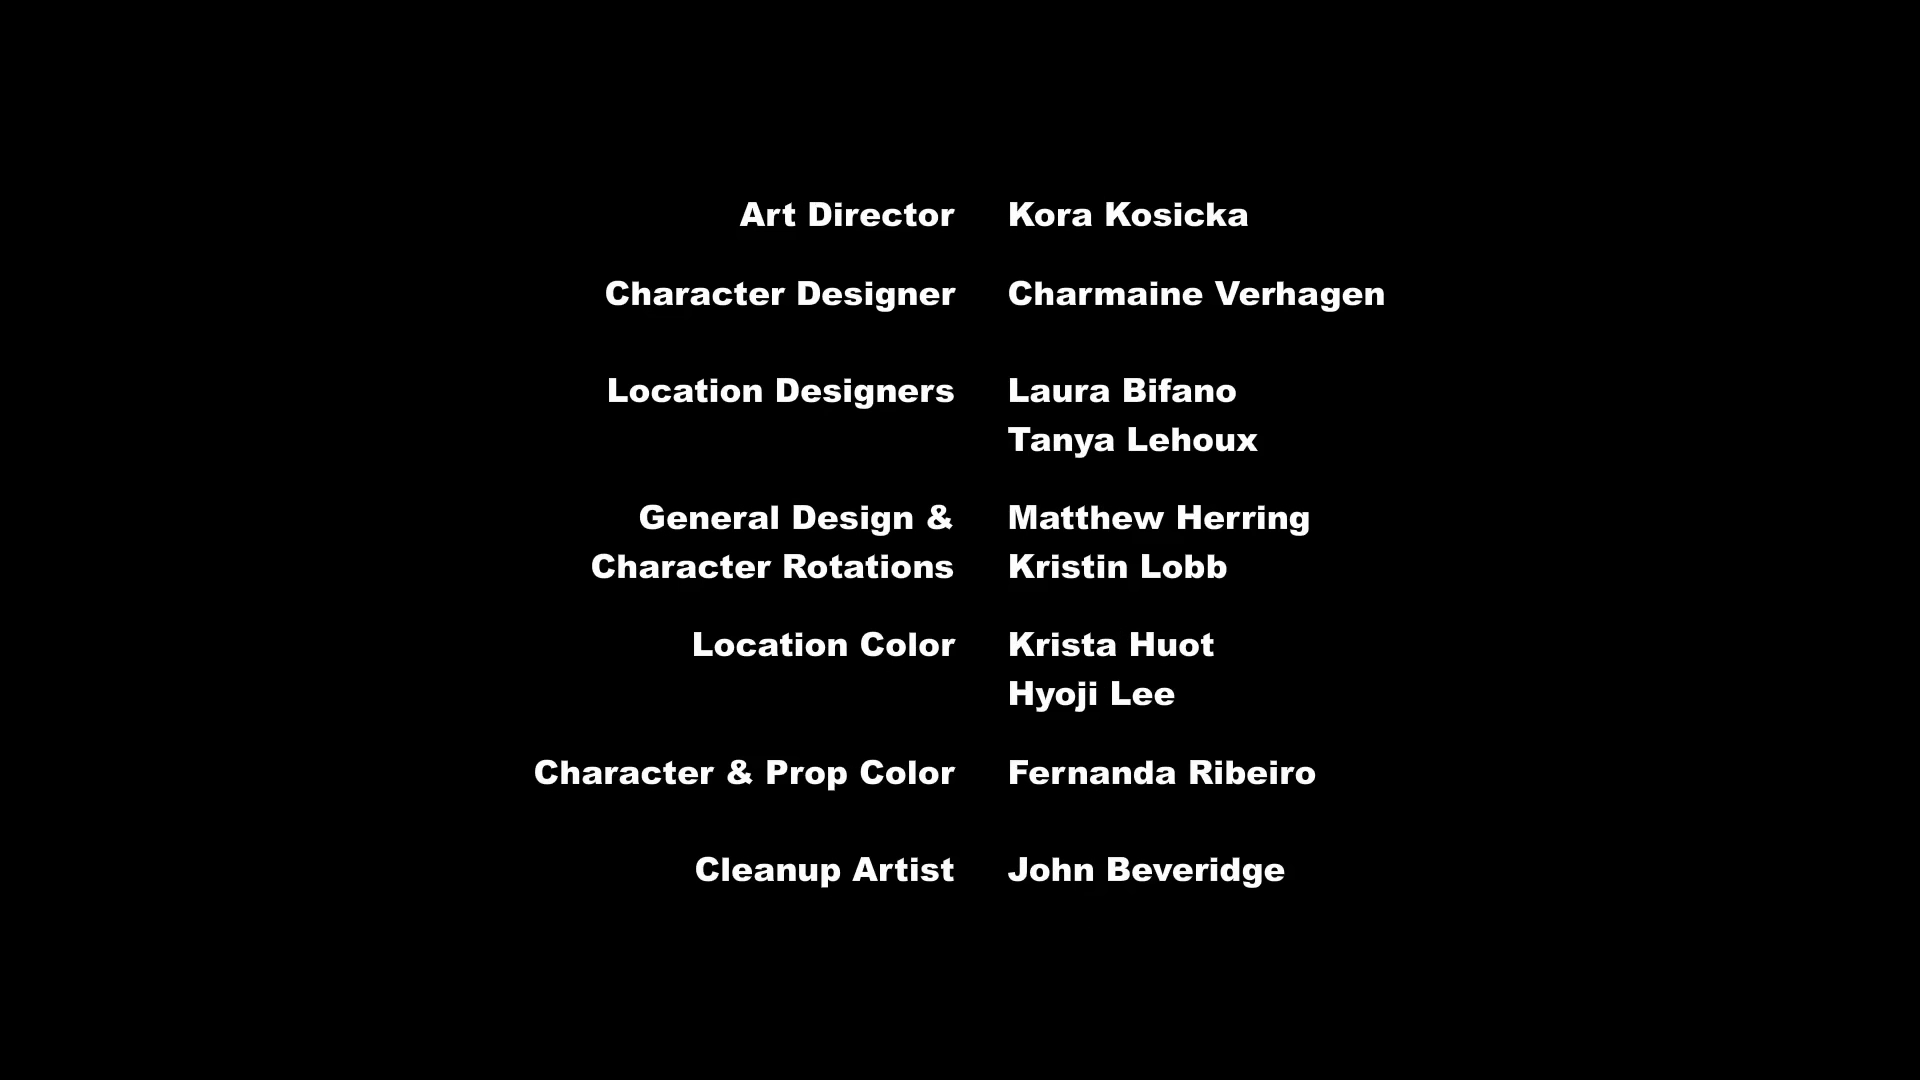 Art Director Kora Kosicka
Character Designer Charmaine Verhagen
Location Designers Laura Bifano
Tanya Lehoux
General Design & Matthew Herring
Character Rotations Kristin Lobb
Location Color Krista Huot
Hyoji Lee
Character & Prop Color Fernanda Ribeiro
Cleanup Artist John Beveridge